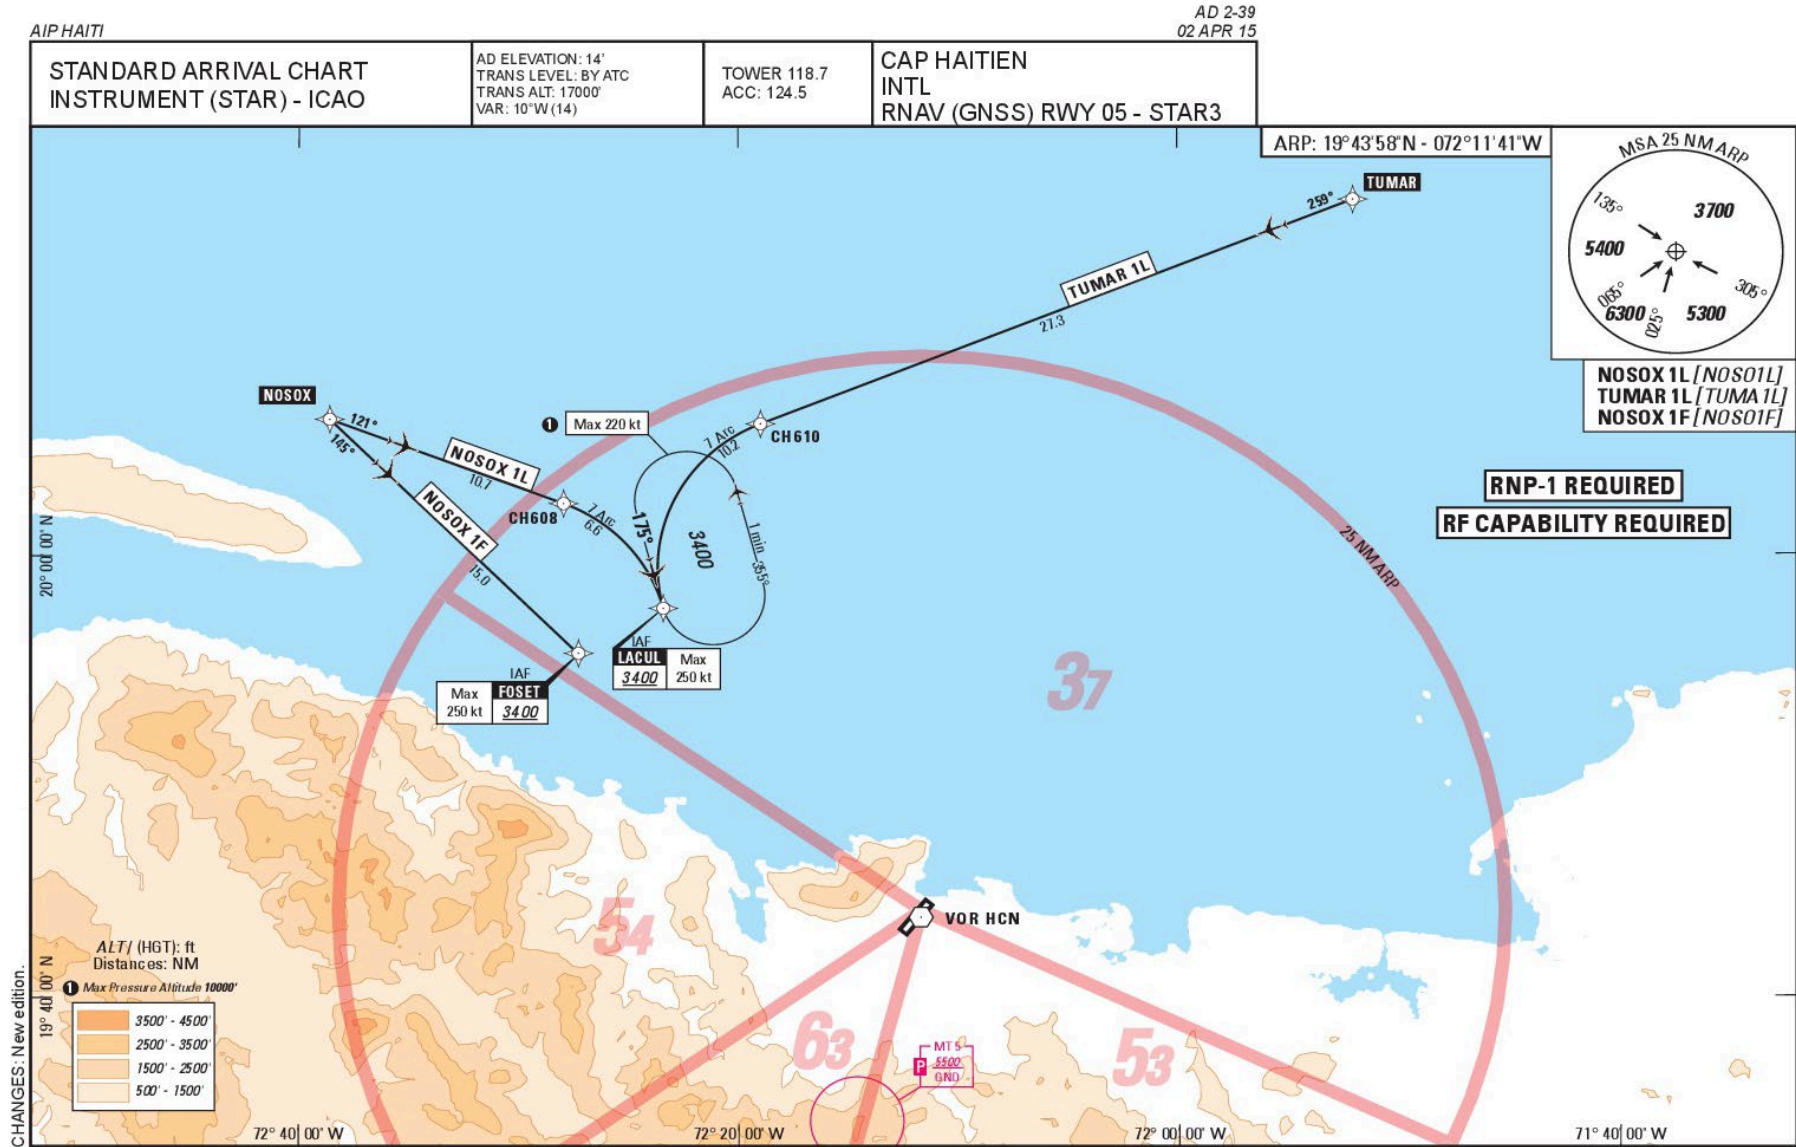 AIP HAITI
AD 2-39
02 APR 15
STANDARD ARRIVAL CHART
INSTRUMENT (STAR) - ICAO
AD ELEVATION: 14'
TRANS LEVEL: BY ATC
TRANS ALT: 17000'
VAR: 10°W (14)
TOWER 118.7
ACC: 124.5
CAP HAITIEN
INTL
RNAV (GNSS) RWY 05 - STAR3
ARP: 19°43'58"N - 072°11'41"W
MSA 25 NM ARP
135°
3700
5400
065°
6300
025°
5300
305°
NOSOX 1L [NOSO1L]
TUMAR 1L [TUMA1L]
NOSOX 1F [NOSO1F]
RNP-1 REQUIRED
RF CAPABILITY REQUIRED
TUMAR
259°
TUMAR 1L
27.3
NOSOX
121°
145°
NOSOX 1L
10.7
NOSOX 1F
15.0
1 Max 220 kt
7 Arc
10.2
CH610
CH608
7 Arc
6.6
175°
3400
1 min 355°
25 NM ARP
IAF
LACUL
3400
Max
250 kt
IAF
FOSET
3400
Max
250 kt
37
54
63
53
VOR HCN
MT5
P 5500
GND
20° 00' 00" N
19° 40' 00" N
ALT/ (HGT): ft
Distances: NM
1 Max Pressure Altitude 10000'
3500' - 4500'
2500' - 3500'
1500' - 2500'
500' - 1500'
72° 40' 00" W
72° 20' 00" W
72° 00' 00" W
71° 40' 00" W
CHANGES: New edition.